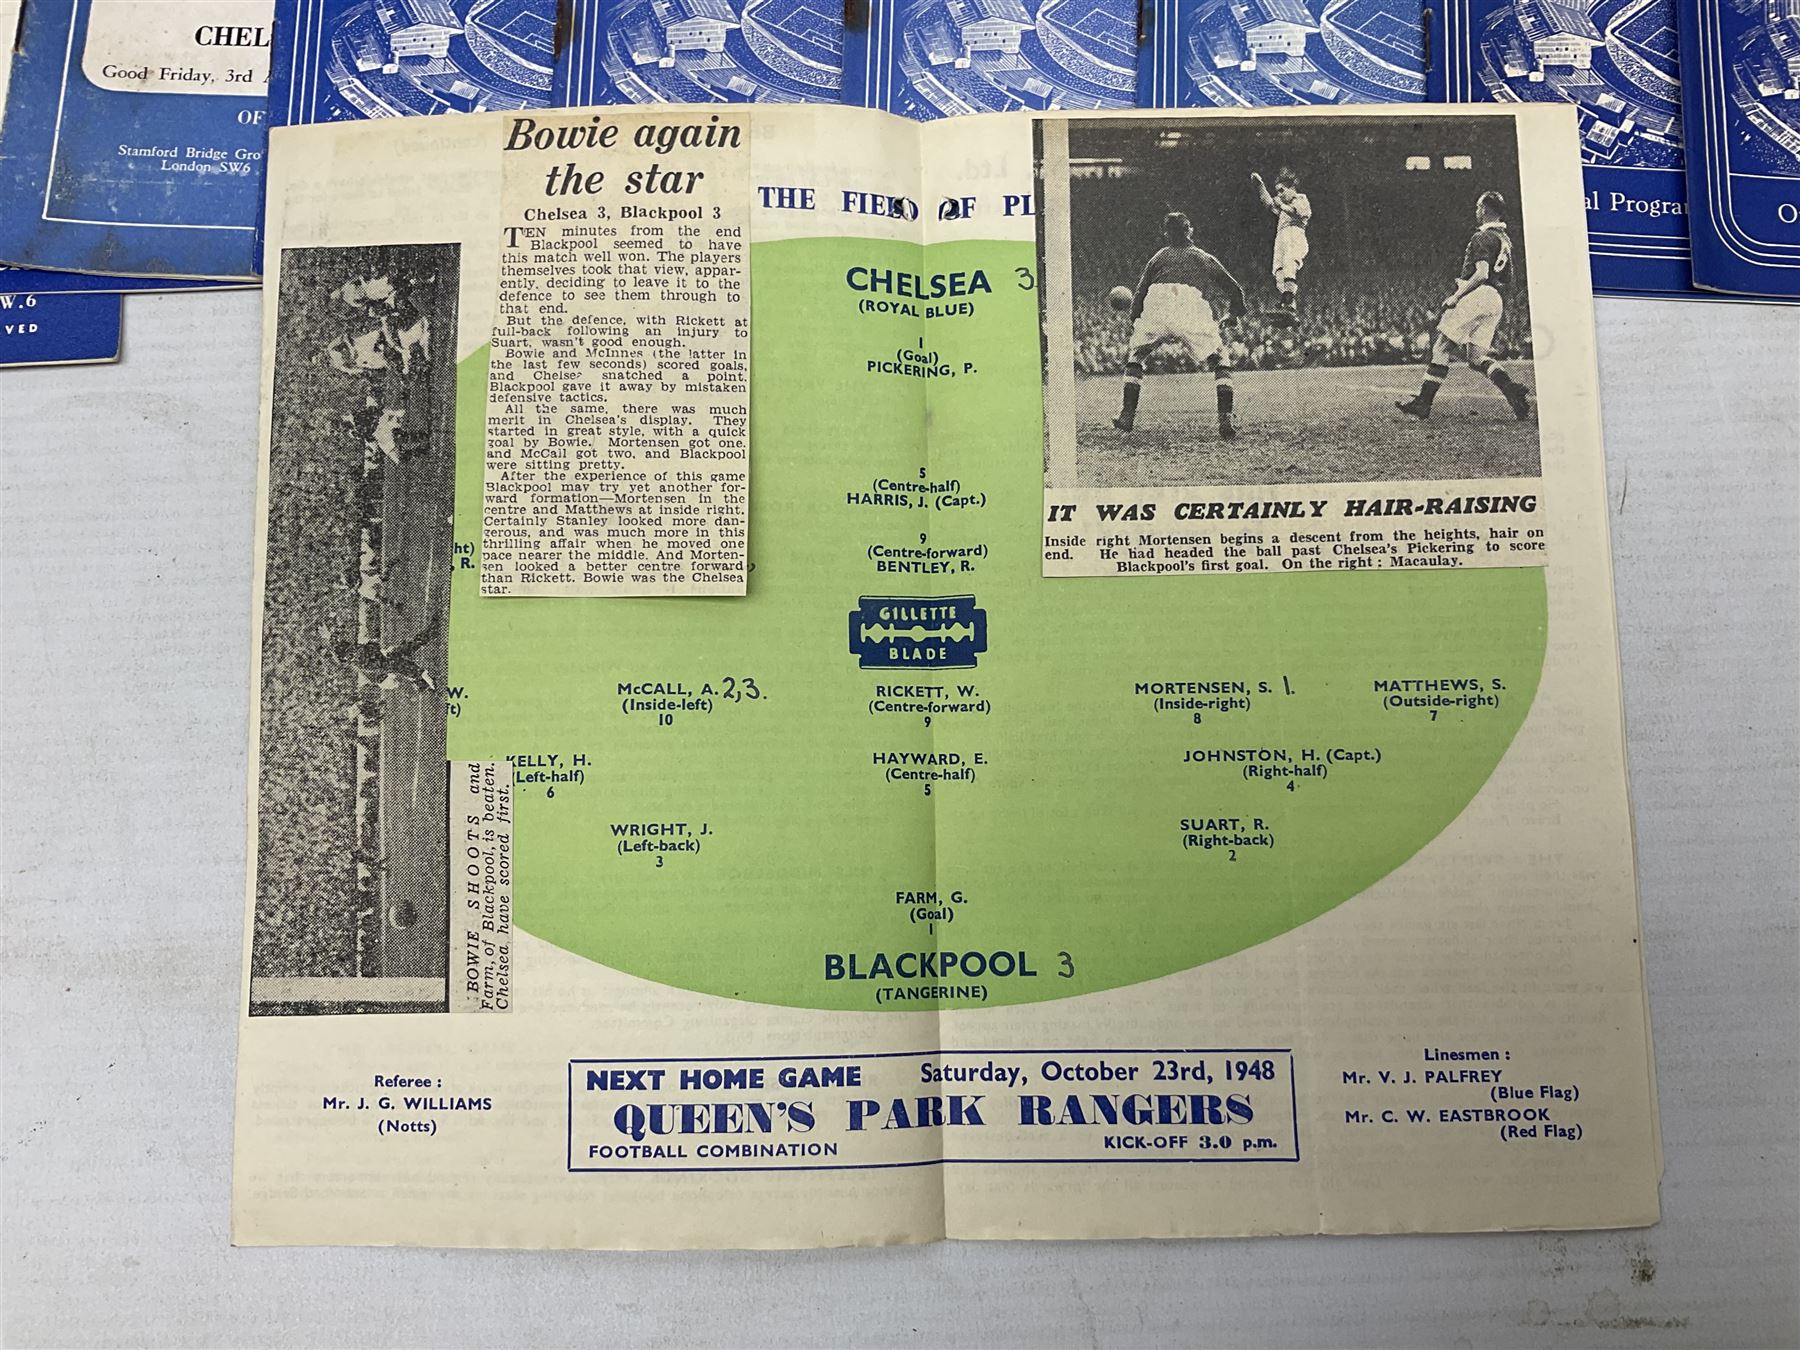 CHEL
Good Friday, 3rd A
OF
Stamford Bridge Gro
London SW6
W.6
VED
al Progra
O
Bowie again
the star
Chelsea 3, Blackpool 3
TEN minutes from the end
Blackpool seemed to have
this match well won. The players
themselves took that view, appar-
ently, deciding to leave it to the
defence to see them through to
that end.
But the defence, with Rickett at
full-back following an injury to
Suart, wasn't good enough.
Bowie and McInnes (the latter in
the last few seconds) scored goals,
and Chelse snatched a point.
Blackpool gave it away by mistaken
defensive tactics.
All the same, there was much
merit in Chelsea's display. They
started in great style, with a quick
goal by Bowie. Mortensen got one,
and McCall got two, and Blackpool
were sitting pretty.
After the experience of this game
Blackpool may try yet another for-
ward formation—Mortensen in the
centre and Matthews at inside right.
Certainly Stanley looked more dan-
gerous, and was much more in this
thrilling affair when he moved one
pace nearer the middle. And Morten-
sen looked a better centre forward
than Rickett. Bowie was the Chelsea
star.
THE FIELD OF PL
CHELSEA 3
(ROYAL BLUE)
1
(Goal)
PICKERING, P.
5
(Centre-half)
HARRIS, J. (Capt.)
9
(Centre-forward)
BENTLEY, R.
ht)
, R.
IT WAS CERTAINLY HAIR-RAISING
Inside right Mortensen begins a descent from the heights, hair on
end. He had headed the ball past Chelsea's Pickering to score
Blackpool's first goal. On the right : Macaulay.
6
GILLETTE
BLADE
W.
ft)
McCALL, A. 2,3.
(Inside-left)
10
RICKETT, W.
(Centre-forward)
9
MORTENSEN, S. 1.
(Inside-right)
8
MATTHEWS, S.
(Outside-right)
7
KELLY, H.
(Left-half)
6
HAYWARD, E.
(Centre-half)
5
JOHNSTON, H. (Capt.)
(Right-half)
4
WRIGHT, J.
(Left-back)
3
SUART, R.
(Right-back)
2
FARM, G.
(Goal)
1
BLACKPOOL 3
(TANGERINE)
BOWIE SHOOTS and
Farm, of Blackpool, is beaten.
Chelsea have scored first.
Referee :
Mr. J. G. WILLIAMS
(Notts)
NEXT HOME GAME Saturday, October 23rd, 1948
QUEEN'S PARK RANGERS
FOOTBALL COMBINATION KICK-OFF 3.0 p.m.
Linesmen :
Mr. V. J. PALFREY
(Blue Flag)
Mr. C. W. EASTBROOK
(Red Flag)